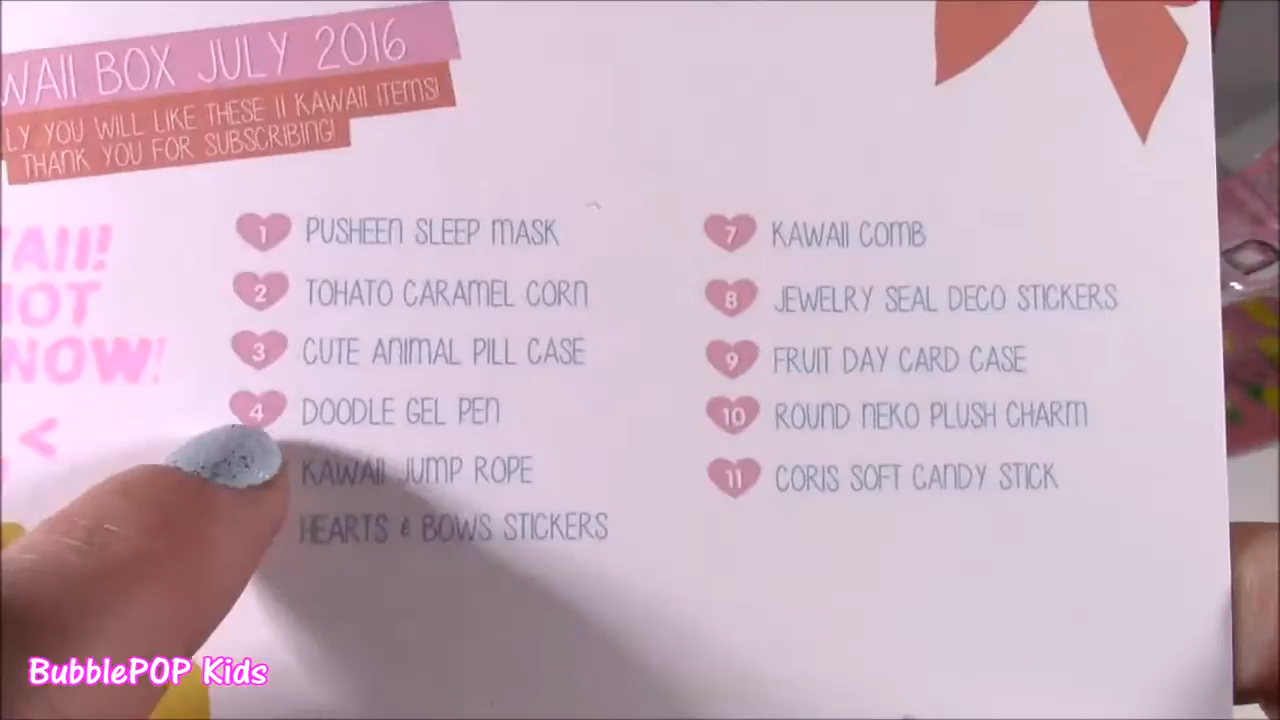 WAII BOX JULY 2016
LY YOU WILL LIKE THESE 11 KAWAII ITEMS!
THANK YOU FOR SUBSCRIBING!
AII!
NOW!
<
1 PUSHEEN SLEEP MASK
2 TOHATO CARAMEL CORN
3 CUTE ANIMAL PILL CASE
4 DOODLE GEL PEN
KAWAII JUMP ROPE
HEARTS & BOWS STICKERS
7 KAWAII COMB
8 JEWELRY SEAL DECO STICKERS
9 FRUIT DAY CARD CASE
10 ROUND NEKO PLUSH CHARM
11 CORIS SOFT CANDY STICK
BubblePOP Kids